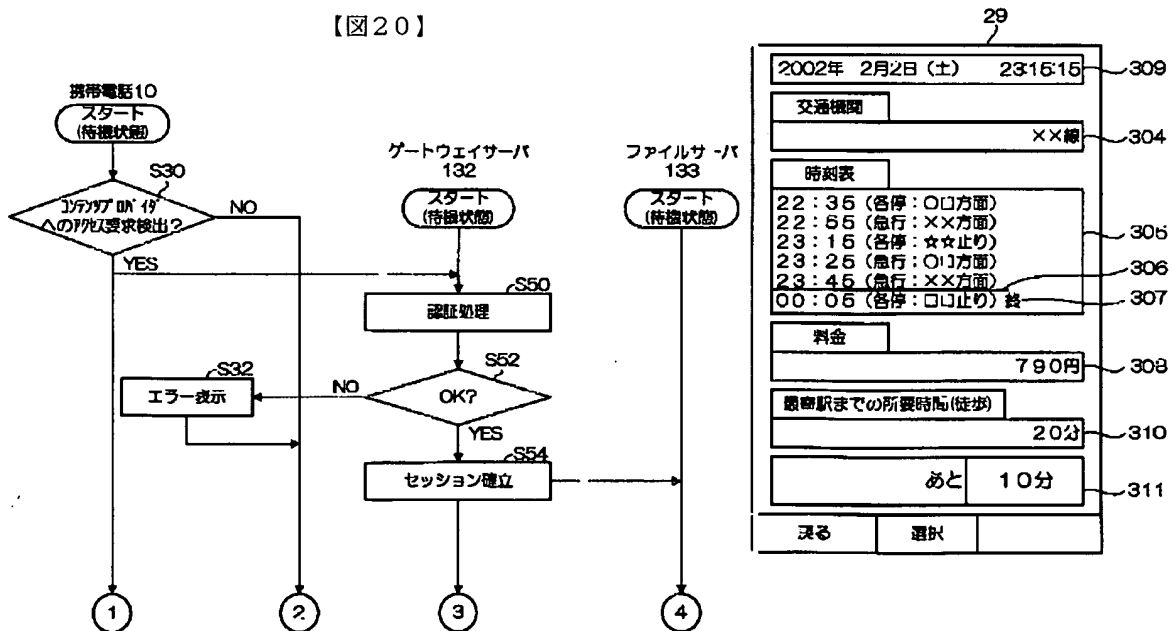 【図20】
携帯電話10
スタート
(待機状態)
S30
コンテンツプロバイダ
へのアクセス要求検出?
NO
YES
ゲートウェイサーバ
132
スタート
(待機状態)
S50
認証処理
S52
OK?
NO
YES
S32
エラー表示
S54
セッション確立
ファイルサーバ
133
スタート
(待機状態)
1
2
3
4
29
2002年 2月2日 (土) 23:15:15
309
交通機関
××線
304
時刻表
22:35 (各停:○□方面)
22:55 (急行:××方面)
23:15 (各停:☆☆止り)
23:25 (急行:○□方面)
23:45 (急行:××方面)
00:05 (各停:□□止り) 終
305
306
307
料金
790円
308
最寄駅までの所要時間(徒歩)
20分
310
あと 10分
311
戻る 選択